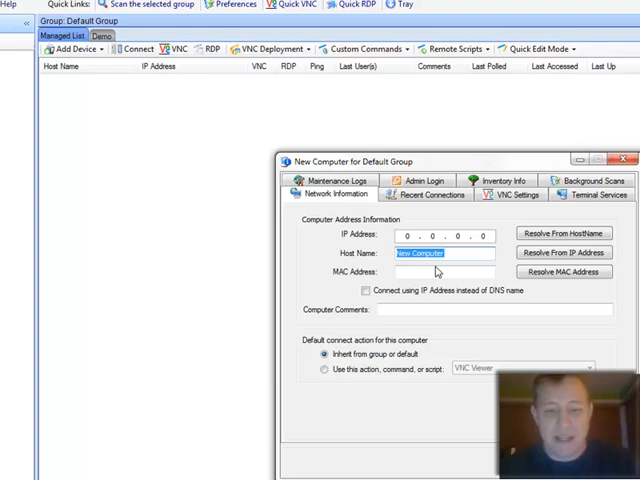 Help Quick Links: Scan the selected group Preferences Quick VNC Quick RDP Tray
Group: Default Group
Managed List Demo
Add Device Connect VNC RDP VNC Deployment Custom Commands Remote Scripts Quick Edit Mode
Host Name IP Address VNC RDP Ping Last User(s) Comments Last Polled Last Accessed Last Up
New Computer for Default Group
Maintenance Logs Admin Login Inventory Info Background Scans
Network Information Recent Connections VNC Settings Terminal Services
Computer Address Information
IP Address: 0 . 0 . 0 . 0 Resolve From HostName
Host Name: New Computer Resolve From IP Address
MAC Address: Resolve MAC Address
Connect using IP Address instead of DNS name
Computer Comments:
Default connect action for this computer
Inherit from group or default
Use this action, command, or script: VNC Viewer